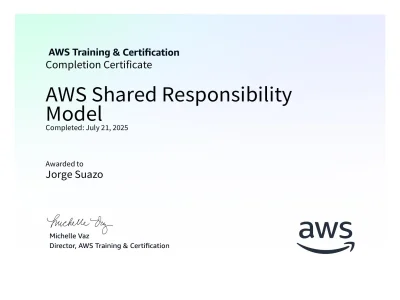 AWS Training & Certification
Completion Certificate
AWS Shared Responsibility
Model
Completed: July 21, 2025
Awarded to
Jorge Suazo
Michelle Vaz
Michelle Vaz
Director, AWS Training & Certification
aws